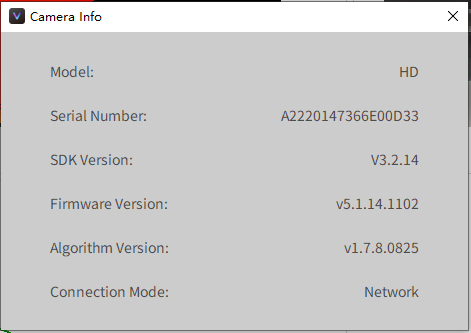 Camera Info
Model: HD
Serial Number: A2220147366E00D33
SDK Version: V3.2.14
Firmware Version: v5.1.14.1102
Algorithm Version: v1.7.8.0825
Connection Mode: Network